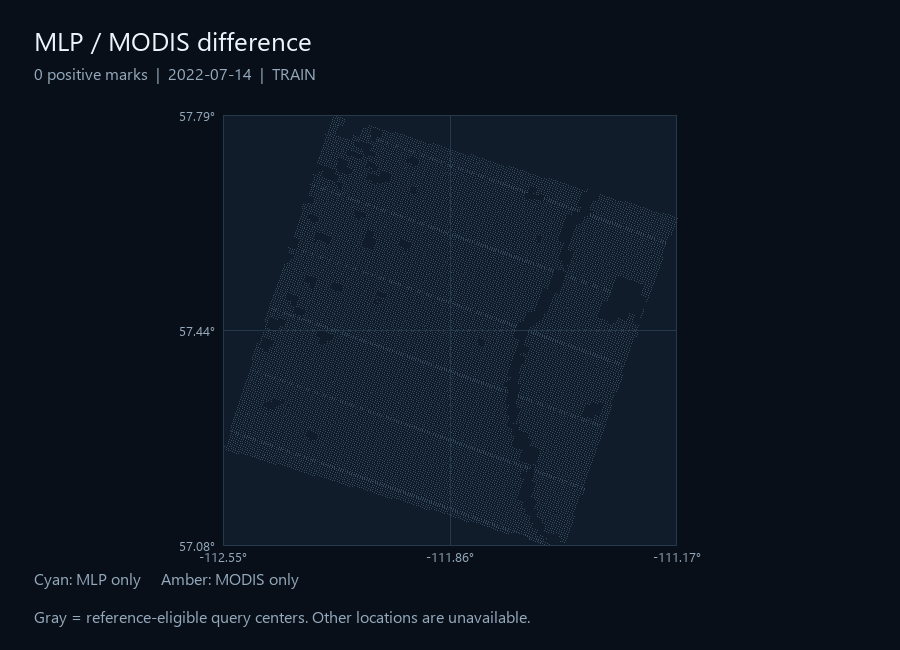 MLP / MODIS difference
0 positive marks | 2022-07-14 | TRAIN
57.79°
57.44°
57.08°
-112.55° -111.86° -111.17°
Cyan: MLP only Amber: MODIS only
Gray = reference-eligible query centers. Other locations are unavailable.